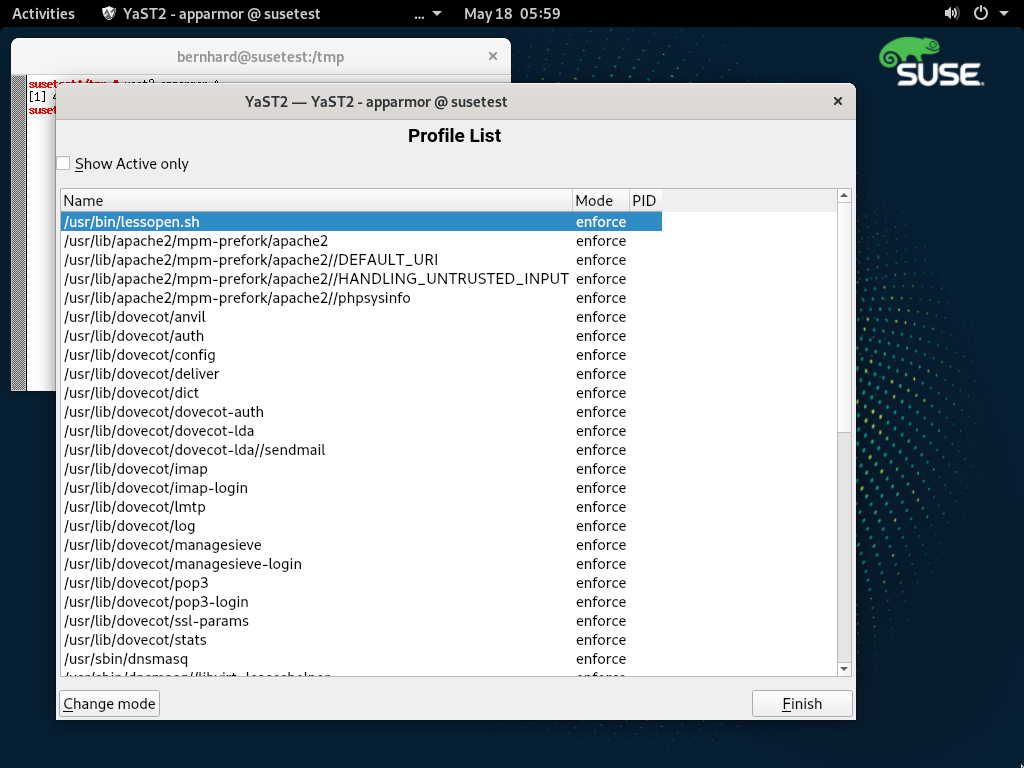 Activities YaST2 - apparmor @ susetest ... May 18 05:59
SUSE
bernhard@susetest:/tmp
[1]
YaST2 — YaST2 - apparmor @ susetest
Profile List
Show Active only
Name Mode PID
/usr/bin/lessopen.sh enforce
/usr/lib/apache2/mpm-prefork/apache2 enforce
/usr/lib/apache2/mpm-prefork/apache2//DEFAULT_URI enforce
/usr/lib/apache2/mpm-prefork/apache2//HANDLING_UNTRUSTED_INPUT enforce
/usr/lib/apache2/mpm-prefork/apache2//phpsysinfo enforce
/usr/lib/dovecot/anvil enforce
/usr/lib/dovecot/auth enforce
/usr/lib/dovecot/config enforce
/usr/lib/dovecot/deliver enforce
/usr/lib/dovecot/dict enforce
/usr/lib/dovecot/dovecot-auth enforce
/usr/lib/dovecot/dovecot-lda enforce
/usr/lib/dovecot/dovecot-lda//sendmail enforce
/usr/lib/dovecot/imap enforce
/usr/lib/dovecot/imap-login enforce
/usr/lib/dovecot/lmtp enforce
/usr/lib/dovecot/log enforce
/usr/lib/dovecot/managesieve enforce
/usr/lib/dovecot/managesieve-login enforce
/usr/lib/dovecot/pop3 enforce
/usr/lib/dovecot/pop3-login enforce
/usr/lib/dovecot/ssl-params enforce
/usr/lib/dovecot/stats enforce
/usr/sbin/dnsmasq enforce
Change mode Finish